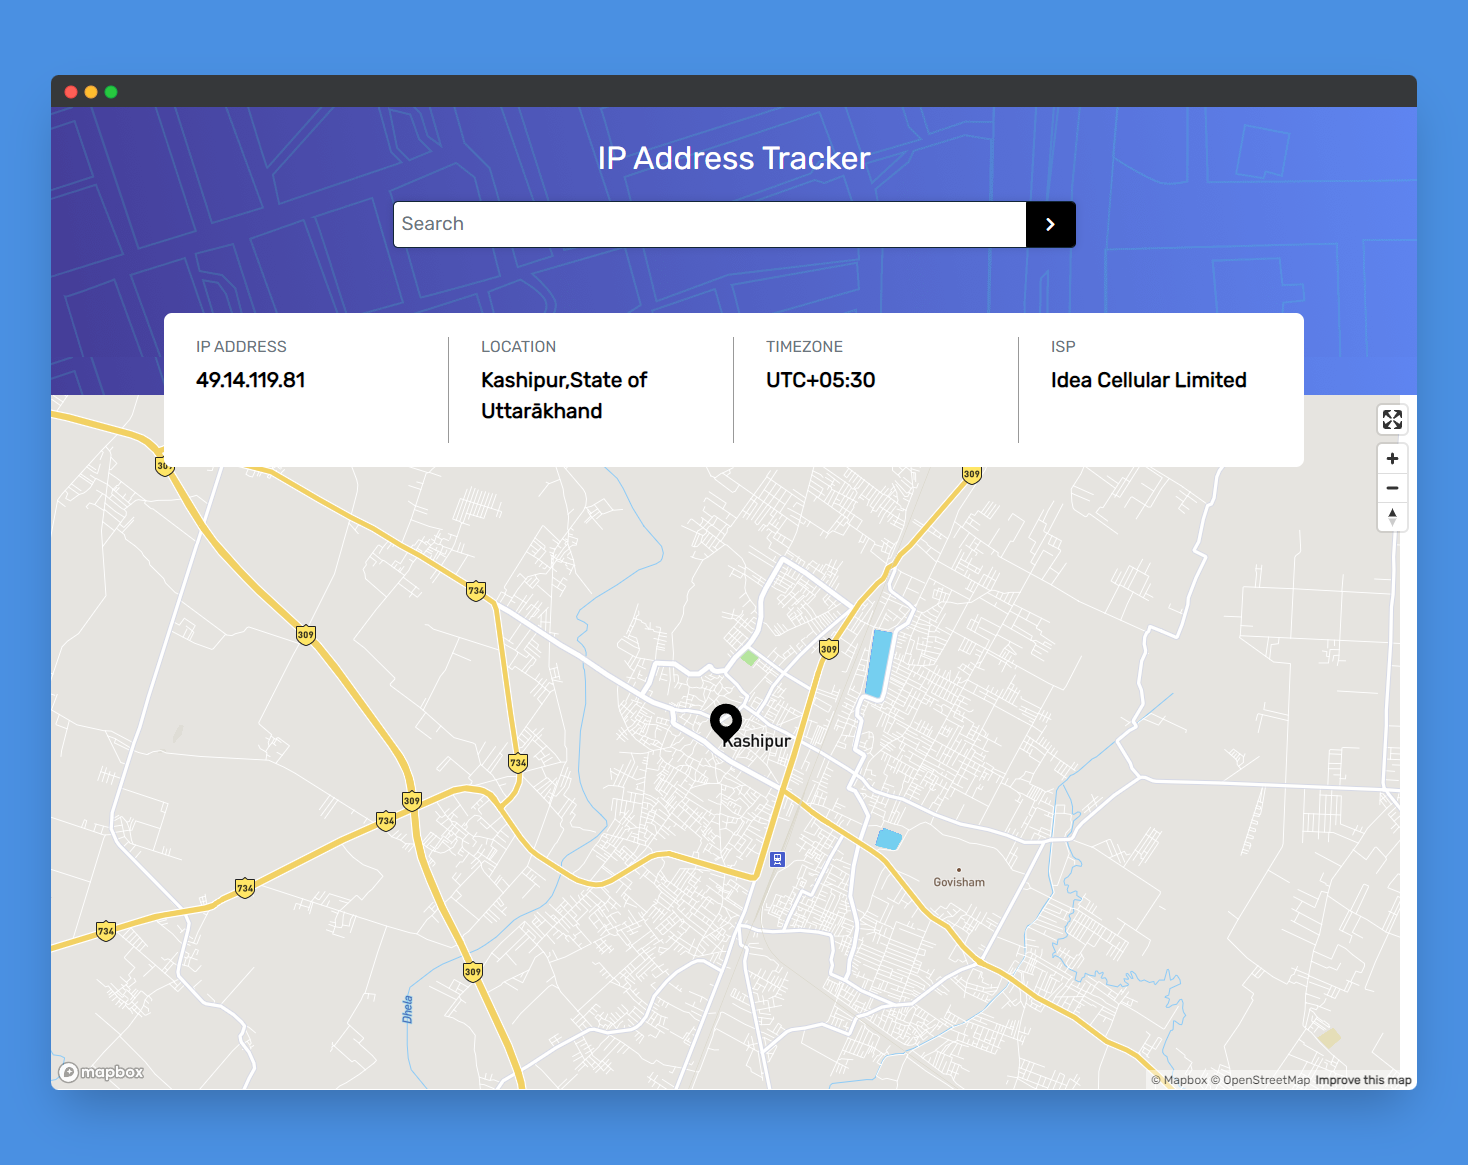 IP Address Tracker
Search
IP ADDRESS
49.14.119.81
LOCATION
Kashipur,State of
Uttarākhand
TIMEZONE
UTC+05:30
ISP
Idea Cellular Limited
309
309
734
309
309
734
Kashipur
734
309
734
734
Govisham
734
309
Dhela
mapbox
© Mapbox © OpenStreetMap Improve this map